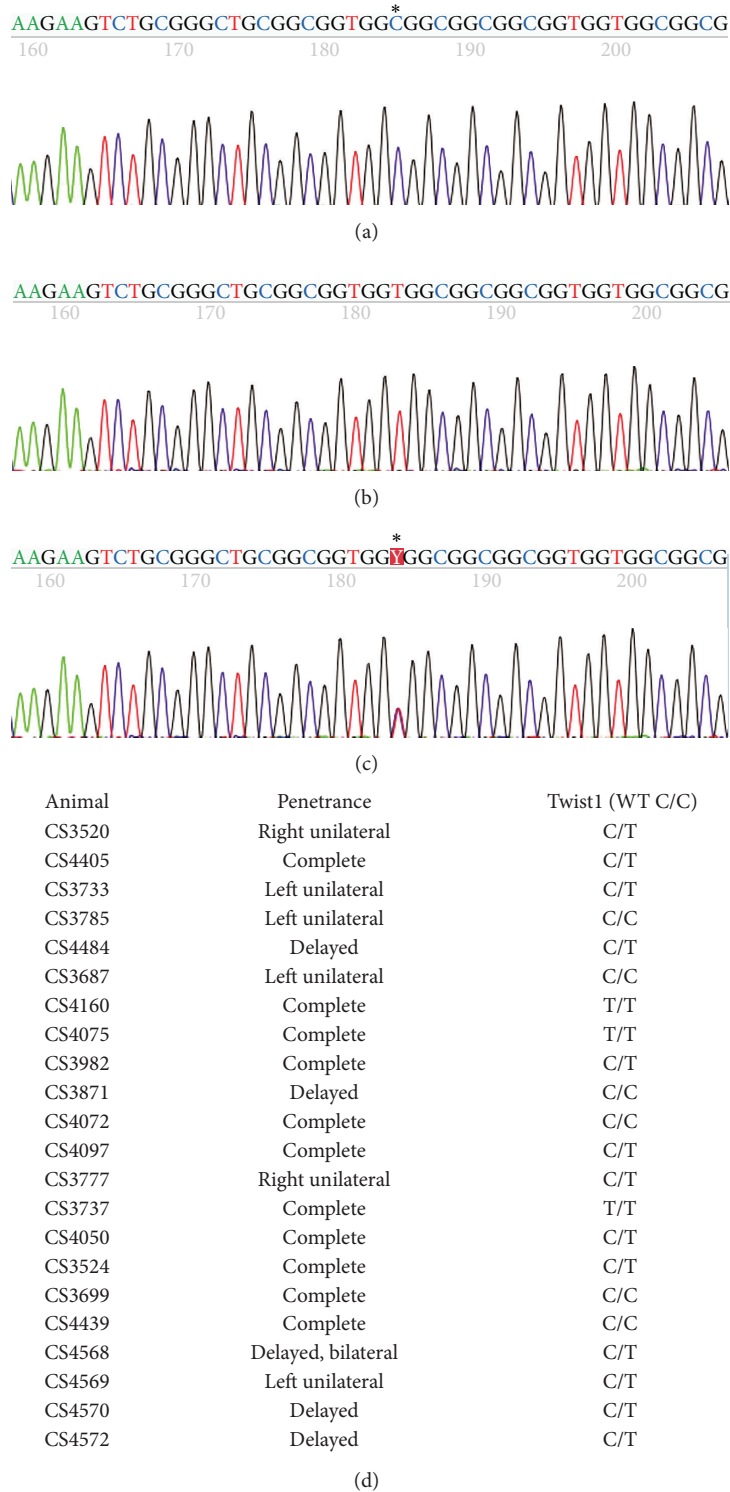 *
AAGAAGTCTGCGGGCTGCGGCGGTGGCGGCGGCGGCGGTGGTGGCGGCG
160 170 180 190 200
(a)
AAGAAGTCTGCGGGCTGCGGCGGTGGTGGCGGCGGCGGTGGTGGCGGCG
160 170 180 190 200
(b)
*
AAGAAGTCTGCGGGCTGCGGCGGTGGYGGCGGCGGCGGTGGTGGCGGCG
160 170 180 190 200
(c)
Animal Penetrance Twist1 (WT C/C)
CS3520 Right unilateral C/T
CS4405 Complete C/T
CS3733 Left unilateral C/T
CS3785 Left unilateral C/C
CS4484 Delayed C/T
CS3687 Left unilateral C/C
CS4160 Complete T/T
CS4075 Complete T/T
CS3982 Complete C/T
CS3871 Delayed C/C
CS4072 Complete C/C
CS4097 Complete C/T
CS3777 Right unilateral C/T
CS3737 Complete T/T
CS4050 Complete C/T
CS3524 Complete C/T
CS3699 Complete C/C
CS4439 Complete C/C
CS4568 Delayed, bilateral C/T
CS4569 Left unilateral C/T
CS4570 Delayed C/T
CS4572 Delayed C/T
(d)